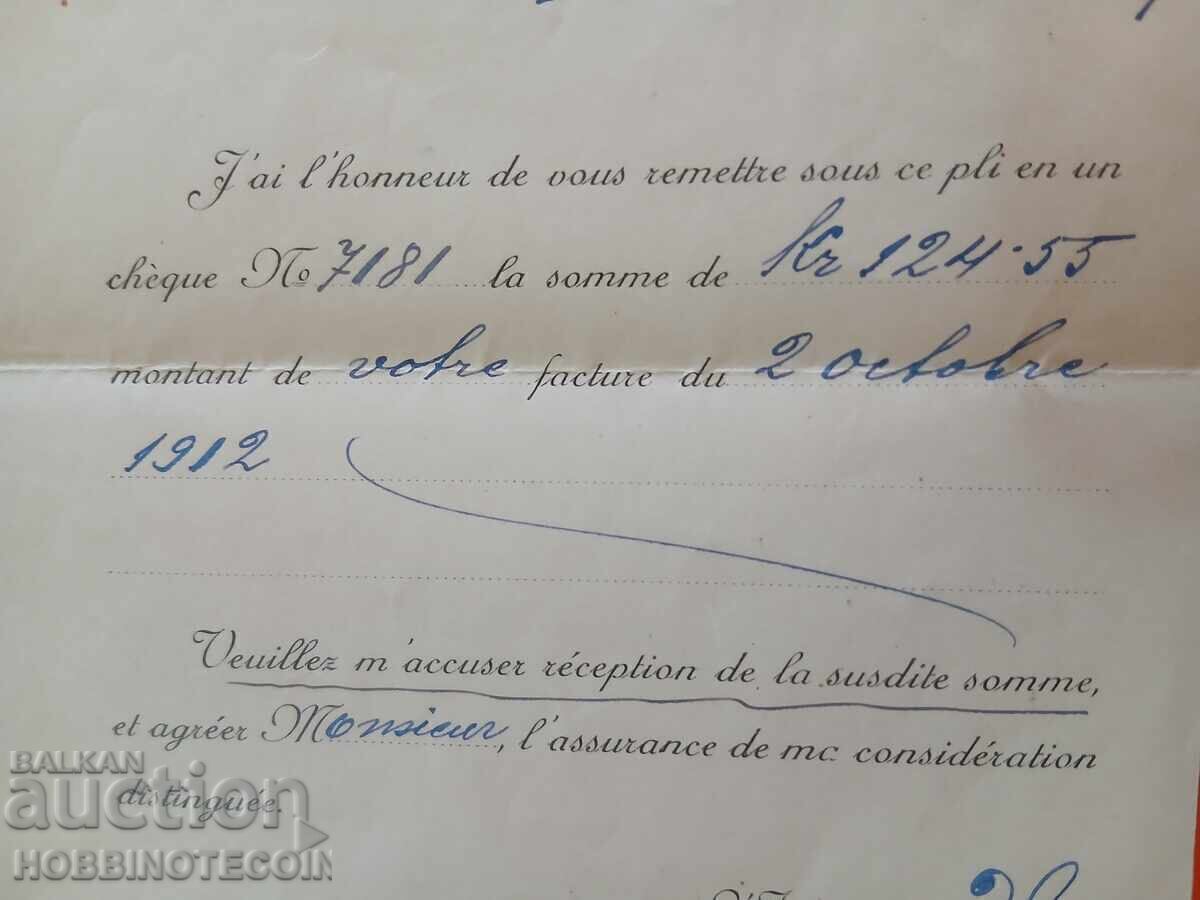 J'ai l'honneur de vous remettre sous ce pli en un
chèque No 7181 la somme de Kr 124.55
montant de votre facture du 2 octobre
1912
Veuillez m'accuser réception de la susdite somme,
et agréer Monsieur, l'assurance de ma considération
distinguée.
BALKAN
auction
HOBBINOTECOIN